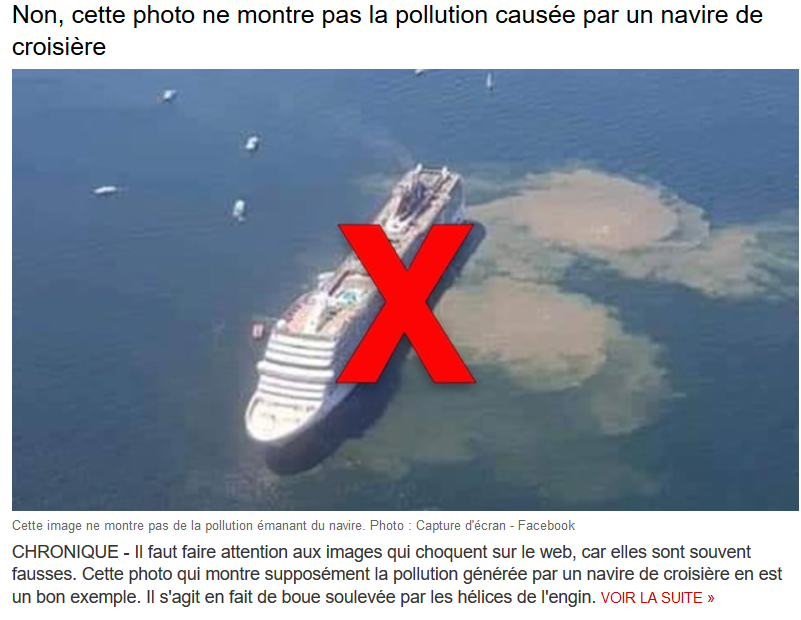 Non, cette photo ne montre pas la pollution causée par un navire de
croisière
X
Cette image ne montre pas de la pollution émanant du navire. Photo : Capture d'écran - Facebook
CHRONIQUE - Il faut faire attention aux images qui choquent sur le web, car elles sont souvent
fausses. Cette photo qui montre supposément la pollution générée par un navire de croisière en est
un bon exemple. Il s'agit en fait de boue soulevée par les hélices de l'engin. VOIR LA SUITE »